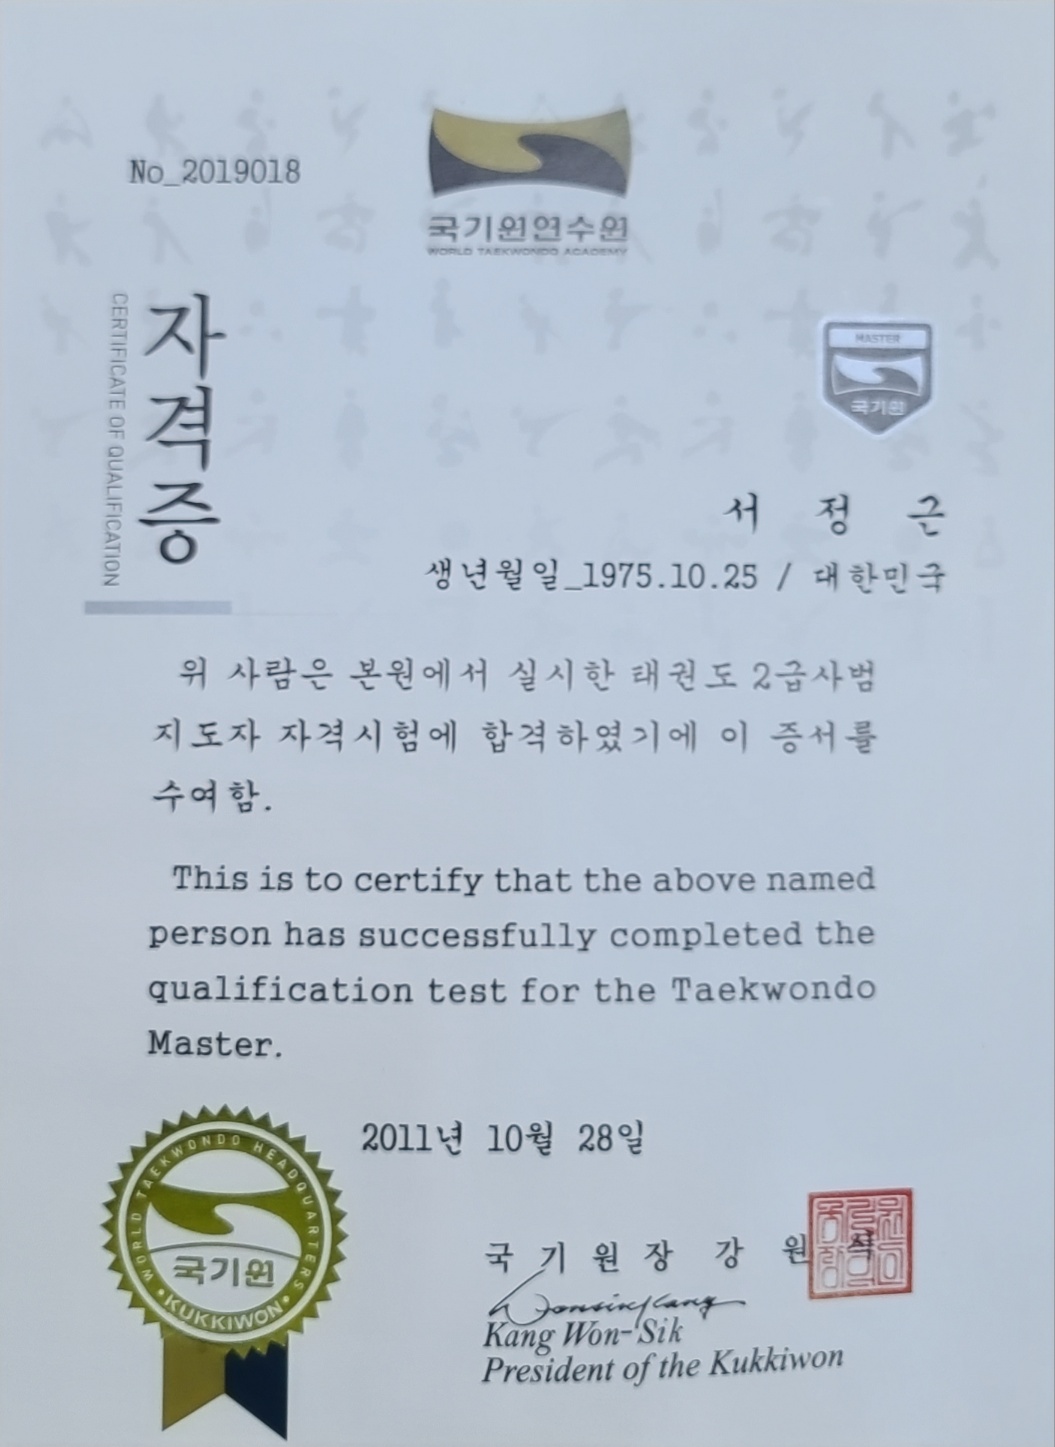 No_2019018
국기원연수원
WORLD TAEKWONDO ACADEMY
자격증
CERTIFICATE OF QUALIFICATION
MASTER
국기원
서 정 근
생년월일_1975.10.25 / 대한민국
위 사람은 본원에서 실시한 태권도 2급사범
지도자 자격시험에 합격하였기에 이 증서를
수여함.
This is to certify that the above named
person has successfully completed the
qualification test for the Taekwondo
Master.
2011년 10월 28일
WORLD TAEKWONDO HEADQUARTERS
국기원
KUKKIWON
국 기 원 장 강 원 식
Kang Won-Sik
President of the Kukkiwon